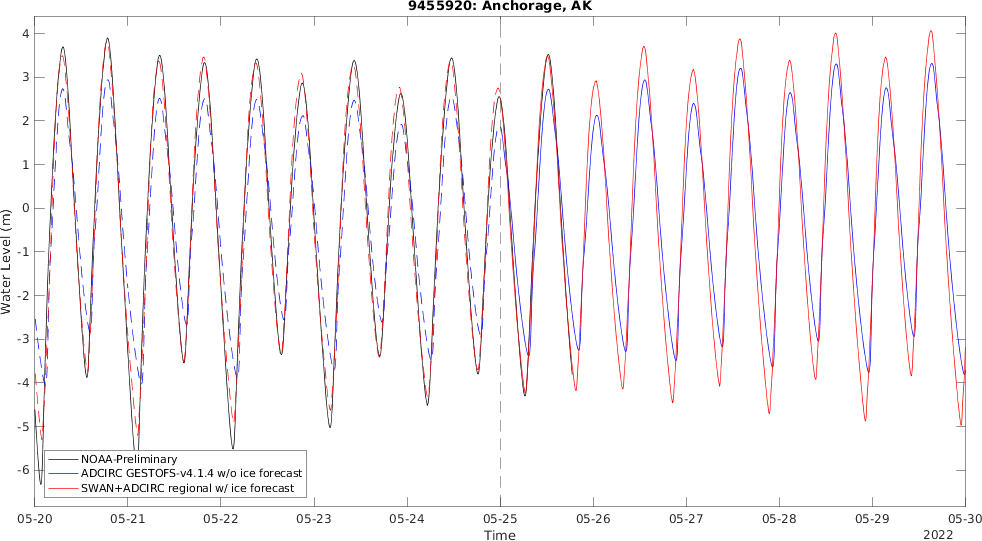 9455920: Anchorage, AK
Water Level (m)
4
3
2
1
0
-1
-2
-3
-4
-5
-6
NOAA-Preliminary
ADCIRC GESTOFS-v4.1.4 w/o ice forecast
SWAN+ADCIRC regional w/ ice forecast
05-20 05-21 05-22 05-23 05-24 05-25 05-26 05-27 05-28 05-29 05-30
Time
2022